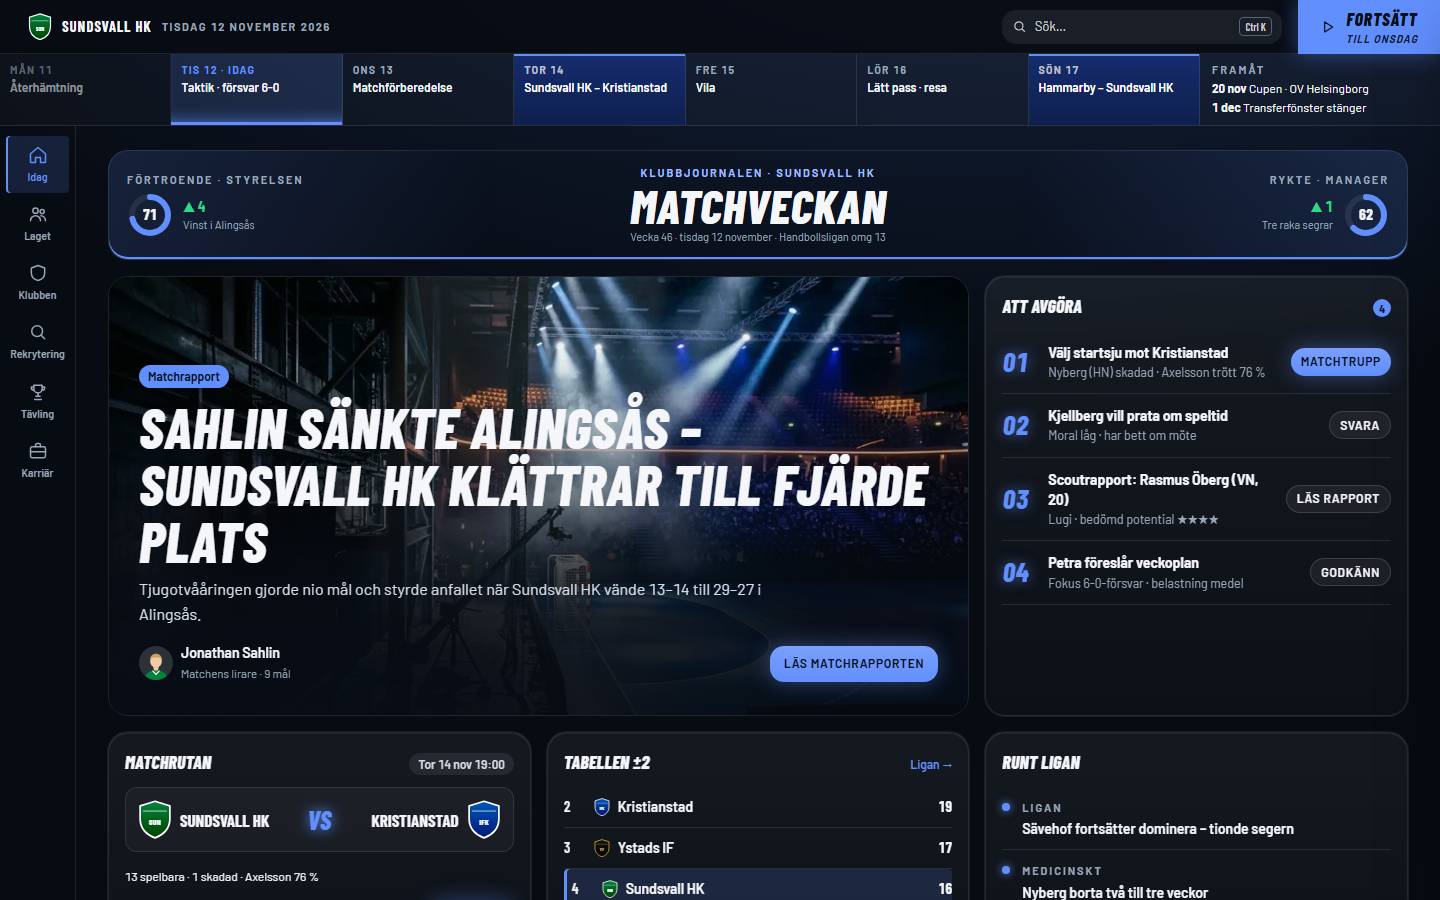 SUN
SUNDSVALL HK
TISDAG 12 NOVEMBER 2026
Sök...
Ctrl K
FORTSÄTT
TILL ONSDAG
MÅN 11
Återhämtning
TIS 12 · IDAG
Taktik · försvar 6-0
ONS 13
Matchförberedelse
TOR 14
Sundsvall HK – Kristianstad
FRE 15
Vila
LÖR 16
Lätt pass · resa
SÖN 17
Hammarby – Sundsvall HK
FRAMÅT
20 nov Cupen · OV Helsingborg
1 dec Transferfönster stänger
Idag
Laget
Klubben
Rekrytering
Tävling
Karriär
FÖRTROENDE · STYRELSEN
71
▲4
Vinst i Alingsås
KLUBBJOURNALEN · SUNDSVALL HK
MATCHVECKAN
Vecka 46 · tisdag 12 november · Handbollsligan omg 13
RYKTE · MANAGER
▲1
Tre raka segrar
62
Matchrapport
SAHLIN SÄNKTE ALINGSÅS –
SUNDSVALL HK KLÄTTRAR TILL FJÄRDE
PLATS
Tjugotvååringen gjorde nio mål och styrde anfallet när Sundsvall HK vände 13–14 till 29–27 i
Alingsås.
Jonathan Sahlin
Matchens lirare · 9 mål
LÄS MATCHRAPPORTEN
ATT AVGÖRA
4
01
Välj startsju mot Kristianstad
Nyberg (HN) skadad · Axelsson trött 76 %
MATCHTRUPP
02
Kjellberg vill prata om speltid
Moral låg · har bett om möte
SVARA
03
Scoutrapport: Rasmus Öberg (VN,
20)
Lugi · bedömd potential ★★★★
LÄS RAPPORT
04
Petra föreslår veckoplan
Fokus 6-0-försvar · belastning medel
GODKÄNN
MATCHRUTAN
Tor 14 nov 19:00
SUN
SUNDSVALL HK
VS
KRISTIANSTAD
IFK
13 spelbara · 1 skadad · Axelsson 76 %
TABELLEN ±2
Ligan →
2 Kristianstad 19
3 Ystads IF 17
4 Sundsvall HK 16
RUNT LIGAN
LIGAN
Sävehof fortsätter dominera – tionde segern
MEDICINSKT
Nyberg borta två till tre veckor